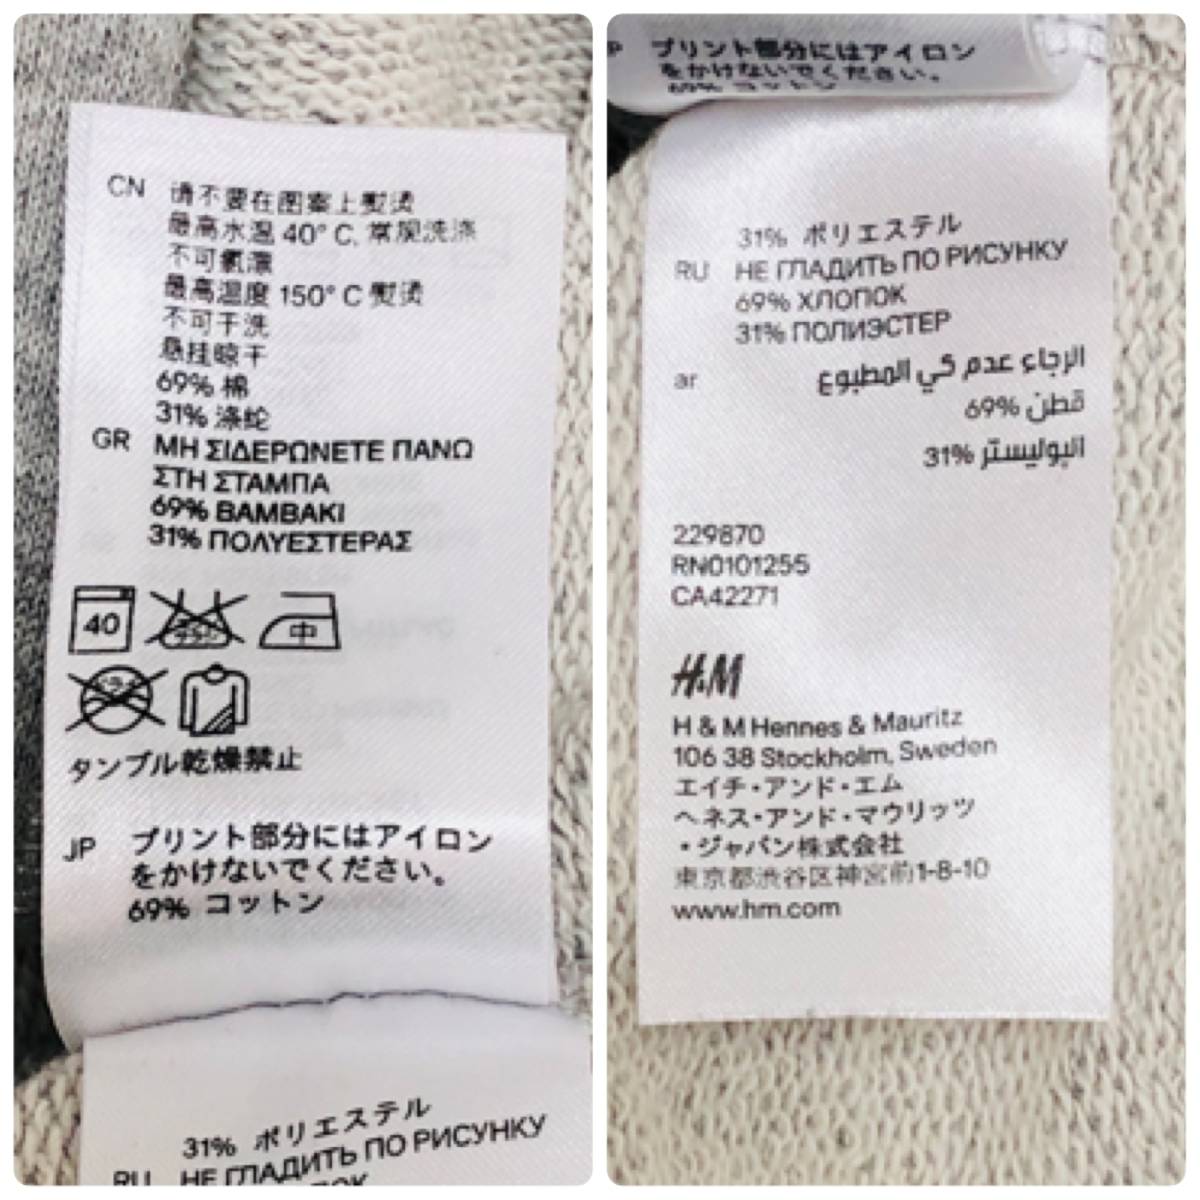 CN 请不要在图案上熨烫
最高水温 40° C, 常规洗涤
不可氯漂
最高温度 150° C 熨烫
不可干洗
悬挂晾干
69% 棉
31% 涤纶
GR ΜΗ ΣΙΔΕΡΩΝΕΤΕ ΠΑΝΩ
ΣΤΗ ΣΤΑΜΠΑ
69% ΒΑΜΒΑΚΙ
31% ΠΟΛΥΕΣΤΕΡΑΣ
40 中
タンブル乾燥禁止
JP プリント部分にはアイロン
をかけないでください。
69% コットン
31% ポリエステル
RU НЕ ГЛАДИТЬ ПО РИСУНКУ
P プリント部分にはアイロン
をかけないでください。
69% コットン
31% ポリエステル
RU НЕ ГЛАДИТЬ ПО РИСУНКУ
69% ХЛОПОК
31% ПОЛИЭСТЕР
ar الرجاء عدم كي المطبوع
69% قطن
31% البوليستر
229870
RN0101255
CA42271
H&M
H & M Hennes & Mauritz
106 38 Stockholm, Sweden
エイチ・アンド・エム
ヘネス・アンド・マウリッツ
・ジャパン株式会社
東京都渋谷区神宮前1-8-10
www.hm.com